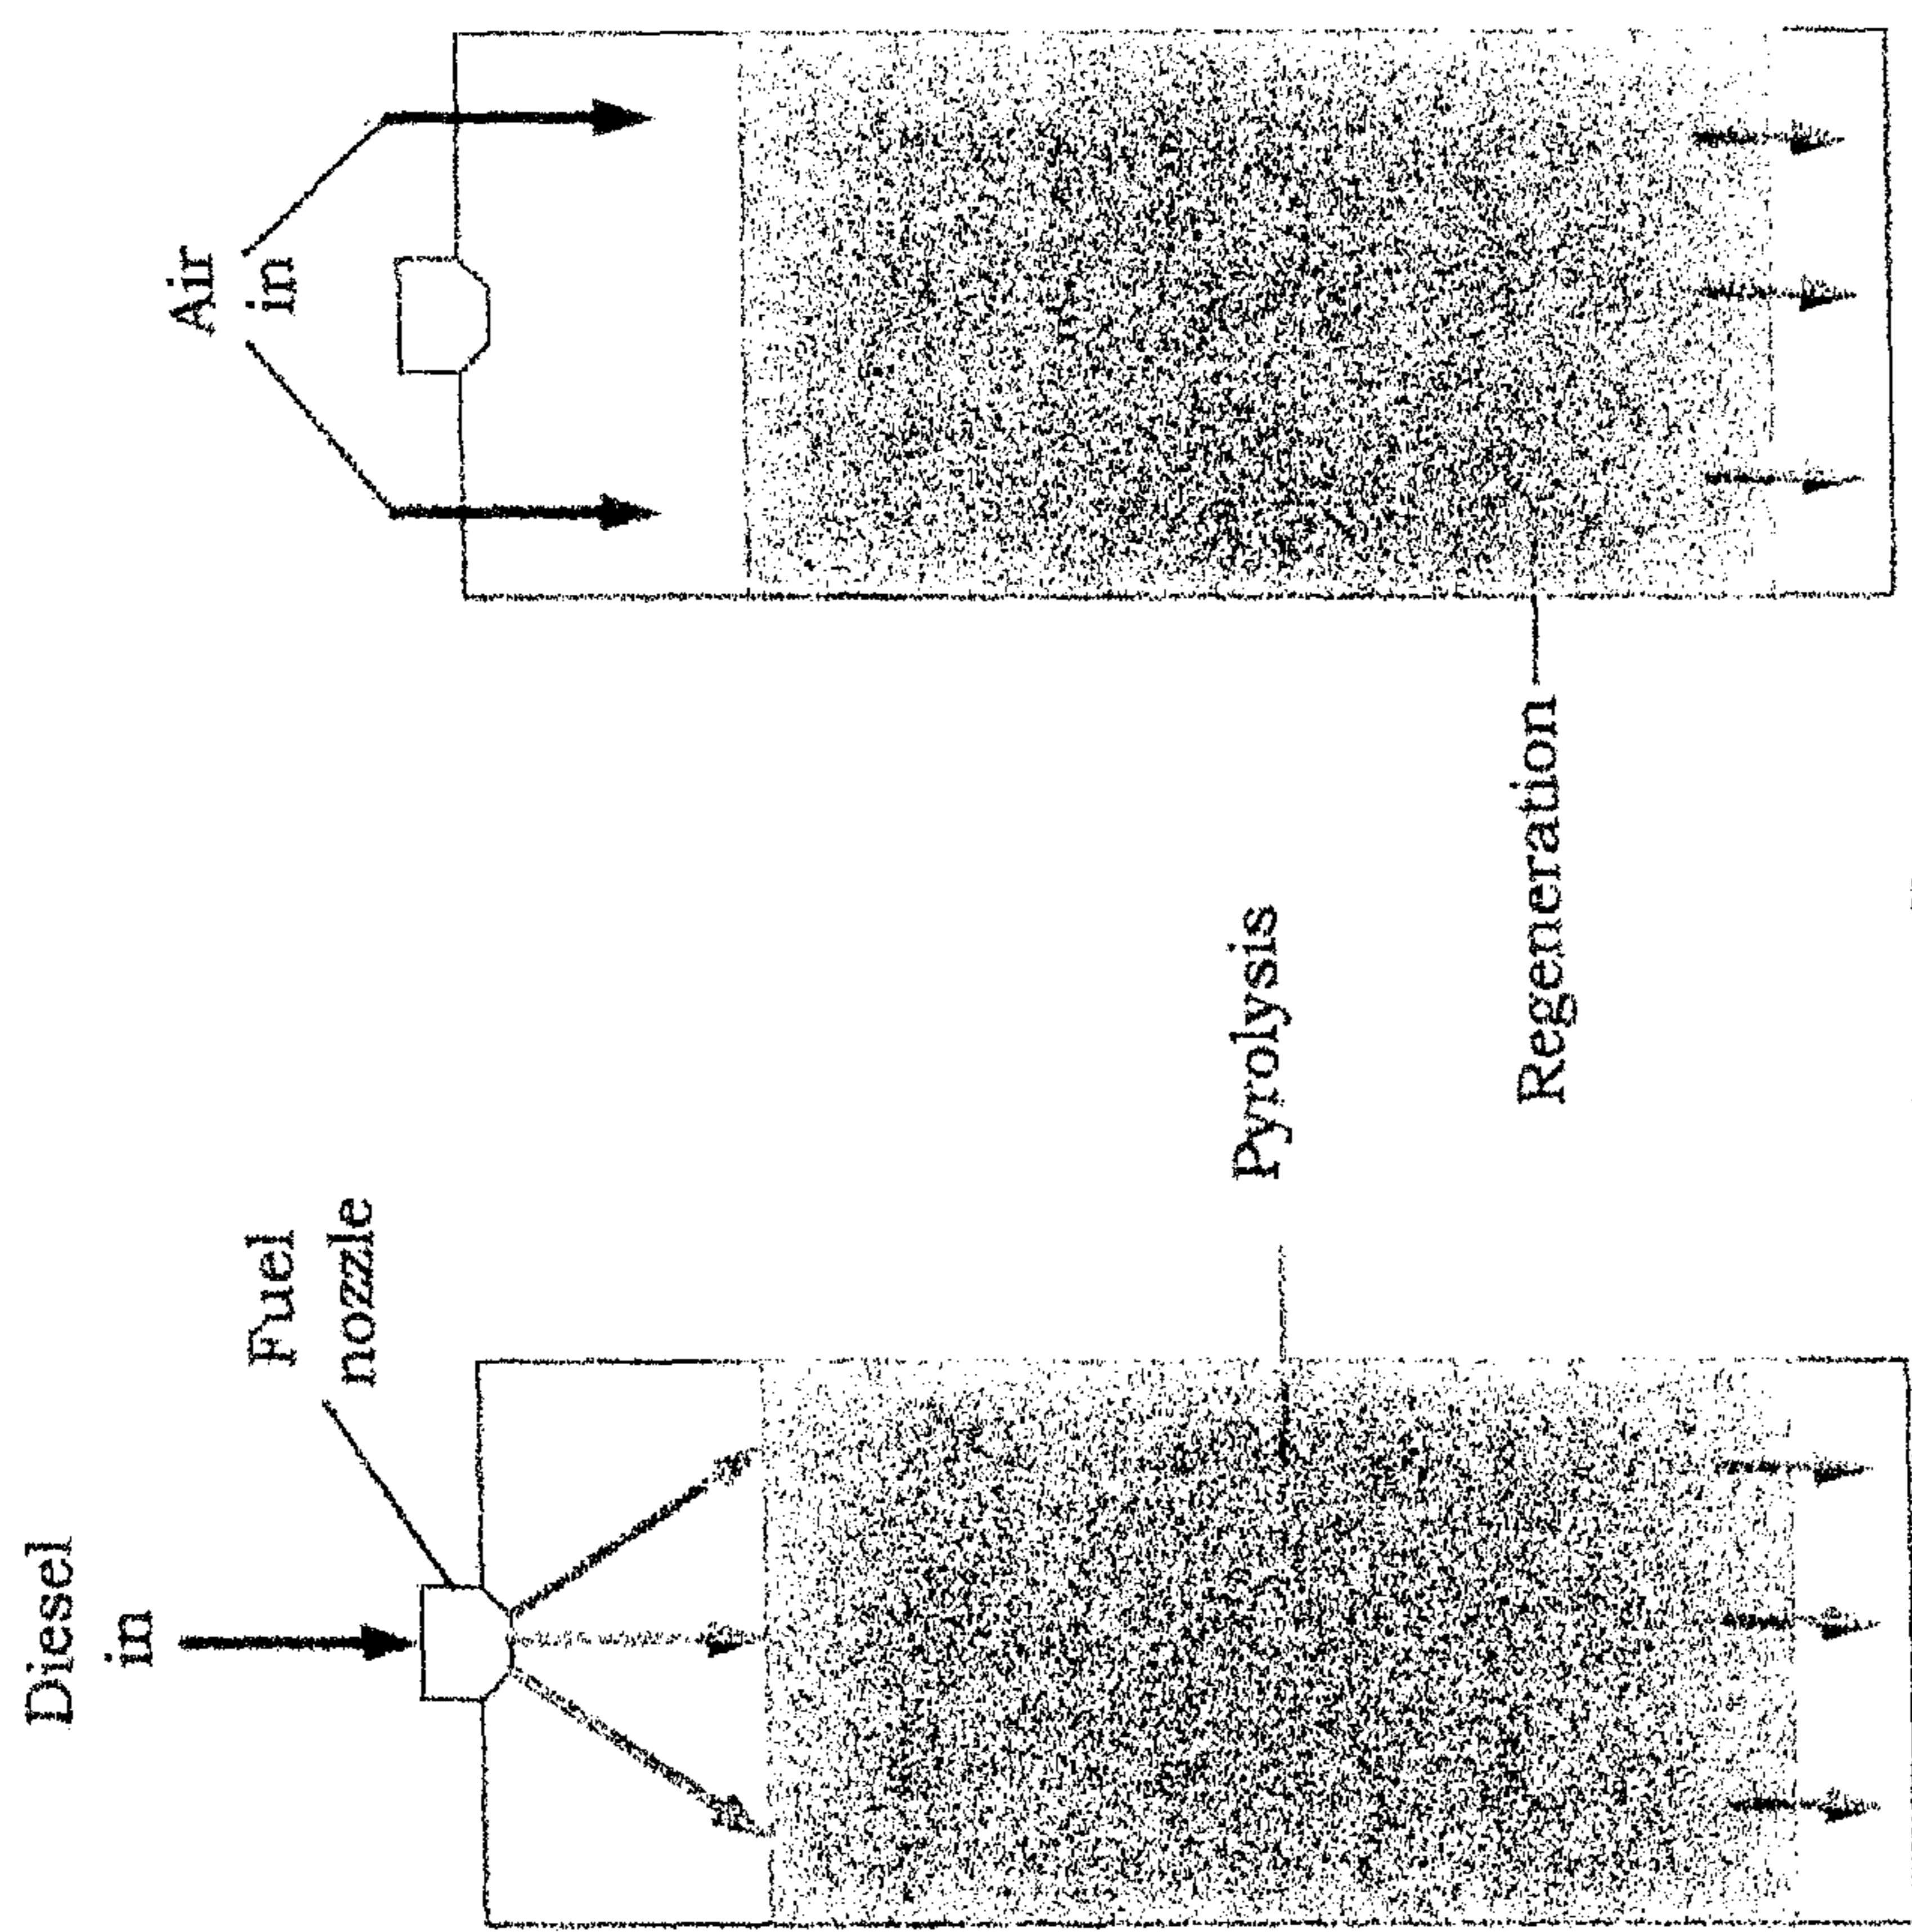 Diesel
in
Fuel
nozzle
Pyrolysis
Regeneration
Air
in